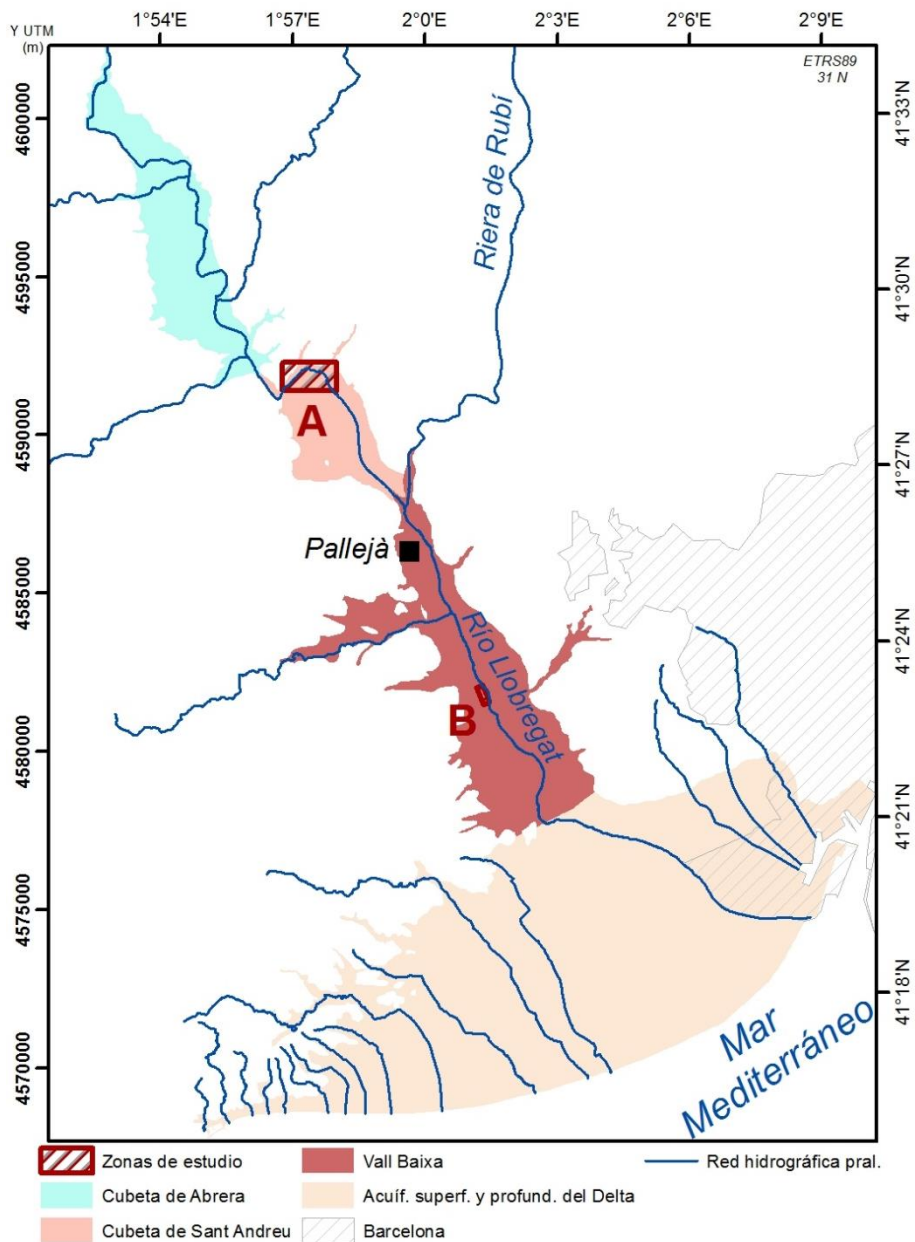 1°54'E 1°57'E 2°0'E 2°3'E 2°6'E 2°9'E
Y UTM
(m)
ETRS89
31 N
4600000
4595000
4590000
4585000
4580000
4575000
4570000
41°33'N
41°30'N
41°27'N
41°24'N
41°21'N
41°18'N
Riera de Rubí
A
Pallejà
Río Llobregat
B
Mar
Mediterráneo
Zonas de estudio
Vall Baixa
Red hidrográfica pral.
Cubeta de Abrera
Acuíf. superf. y profund. del Delta
Cubeta de Sant Andreu
Barcelona